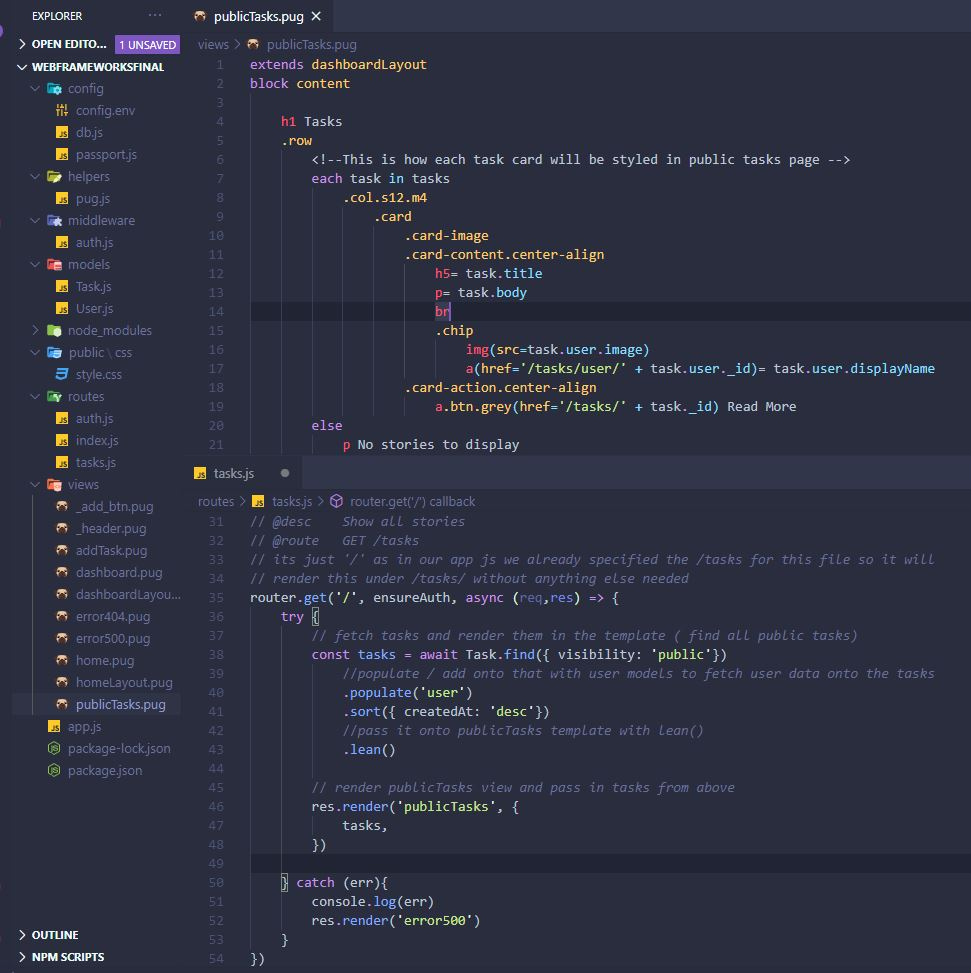 EXPLORER
···
OPEN EDITO...
1 UNSAVED
WEBFRAMEWORKSFINAL
config
config.env
db.js
passport.js
helpers
pug.js
middleware
auth.js
models
Task.js
User.js
node_modules
public \ css
style.css
routes
auth.js
index.js
tasks.js
views
_add_btn.pug
_header.pug
addTask.pug
dashboard.pug
dashboardLayou...
error404.pug
error500.pug
home.pug
homeLayout.pug
publicTasks.pug
app.js
package-lock.json
package.json
OUTLINE
NPM SCRIPTS
publicTasks.pug
views > publicTasks.pug
1 extends dashboardLayout
2 block content
3
4 h1 Tasks
5 .row
6 <!--This is how each task card will be styled in public tasks page -->
7 each task in tasks
8 .col.s12.m4
9 .card
10 .card-image
11 .card-content.center-align
12 h5= task.title
13 p= task.body
14 br
15 .chip
16 img(src=task.user.image)
17 a(href='/tasks/user/' + task.user._id)= task.user.displayName
18 .card-action.center-align
19 a.btn.grey(href='/tasks/' + task._id) Read More
20 else
21 p No stories to display
tasks.js
routes > tasks.js > router.get('/') callback
31 // @desc    Show all stories
32 // @route   GET /tasks
33 // its just '/' as in our app js we already specified the /tasks for this file so it will
34 // render this under /tasks/ without anything else needed
35 router.get('/', ensureAuth, async (req,res) => {
36 try {
37 // fetch tasks and render them in the template ( find all public tasks)
38 const tasks = await Task.find({ visibility: 'public'})
39 //populate / add onto that with user models to fetch user data onto the tasks
40 .populate('user')
41 .sort({ createdAt: 'desc'})
42 //pass it onto publicTasks template with lean()
43 .lean()
44
45 // render publicTasks view and pass in tasks from above
46 res.render('publicTasks', {
47 tasks,
48 })
49
50 } catch (err){
51 console.log(err)
52 res.render('error500')
53 }
54 })